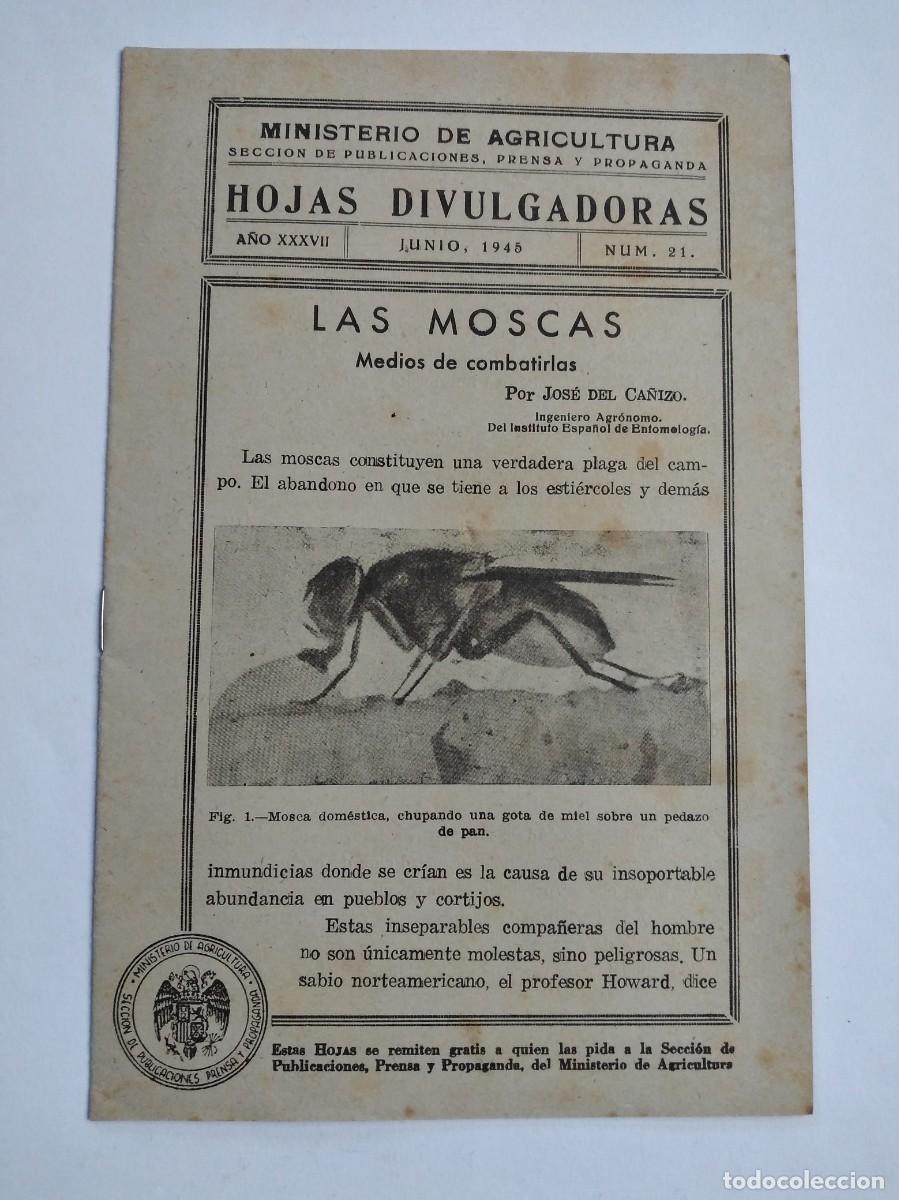 MINISTERIO DE AGRICULTURA
SECCION DE PUBLICACIONES, PRENSA Y PROPAGANDA
HOJAS DIVULGADORAS
AÑO XXXVII
JUNIO, 1945
NUM. 21.
LAS MOSCAS
Medios de combatirlas
Por JOSÉ DEL CAÑIZO.
Ingeniero Agrónomo.
Del Instituto Español de Entomología.
Las moscas constituyen una verdadera plaga del cam-
po. El abandono en que se tiene a los estiércoles y demás
Fig. 1.—Mosca doméstica, chupando una gota de miel sobre un pedazo
de pan.
inmundicias donde se crían es la causa de su insoportable
abundancia en pueblos y cortijos.
Estas inseparables compañeras del hombre
no son únicamente molestas, sino peligrosas. Un
sabio norteamericano, el profesor Howard, dice
MINISTERIO DE AGRICULTURA
SECCION DE PUBLICACIONES PRENSA Y PROPAGANDA
Estas HOJAS se remiten gratis a quien las pida a la Sección de
Publicaciones, Prensa y Propaganda, del Ministerio de Agricultura
todocoleccion